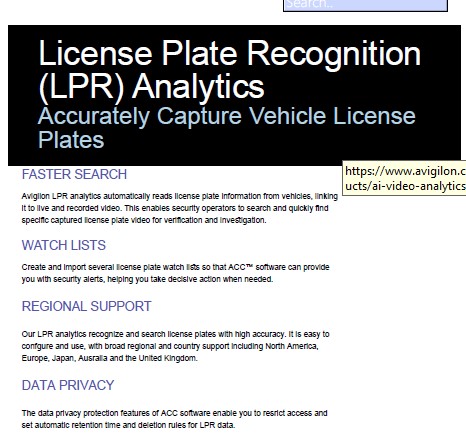 Search..
License Plate Recognition
(LPR) Analytics
Accurately Capture Vehicle License
Plates
FASTER SEARCH
https://www.avigilon.c
ucts/ai-video-analytics
Avigilon LPR analytics automatically reads license plate information from vehicles, linking
it to live and recorded video. This enables security operators to search and quickly find
specific captured license plate video for verification and investigation.
WATCH LISTS
Create and import several license plate watch lists so that ACC™ software can provide
you with security alerts, helping you take decisive action when needed.
REGIONAL SUPPORT
Our LPR analytics recognize and search license plates with high accuracy. It is easy to
configure and use, with broad regional and country support including North America,
Europe, Japan, Ausralia and the United Kingdom.
DATA PRIVACY
The data privacy protection features of ACC software enable you to resrict access and
set automatic retention time and deletion rules for LPR data.